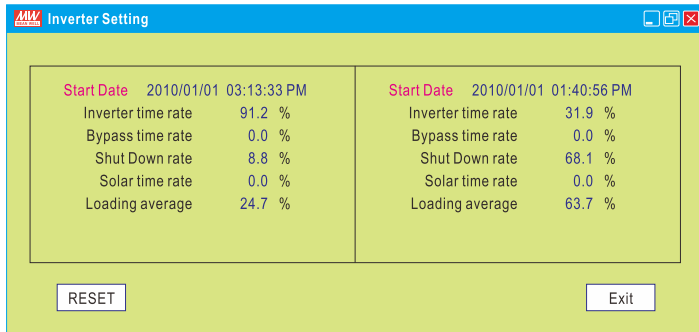 MW MEAN WELL Inverter Setting
Start Date 2010/01/01 03:13:33 PM
Inverter time rate 91.2 %
Bypass time rate 0.0 %
Shut Down rate 8.8 %
Solar time rate 0.0 %
Loading average 24.7 %
Start Date 2010/01/01 01:40:56 PM
Inverter time rate 31.9 %
Bypass time rate 0.0 %
Shut Down rate 68.1 %
Solar time rate 0.0 %
Loading average 63.7 %
RESET
Exit